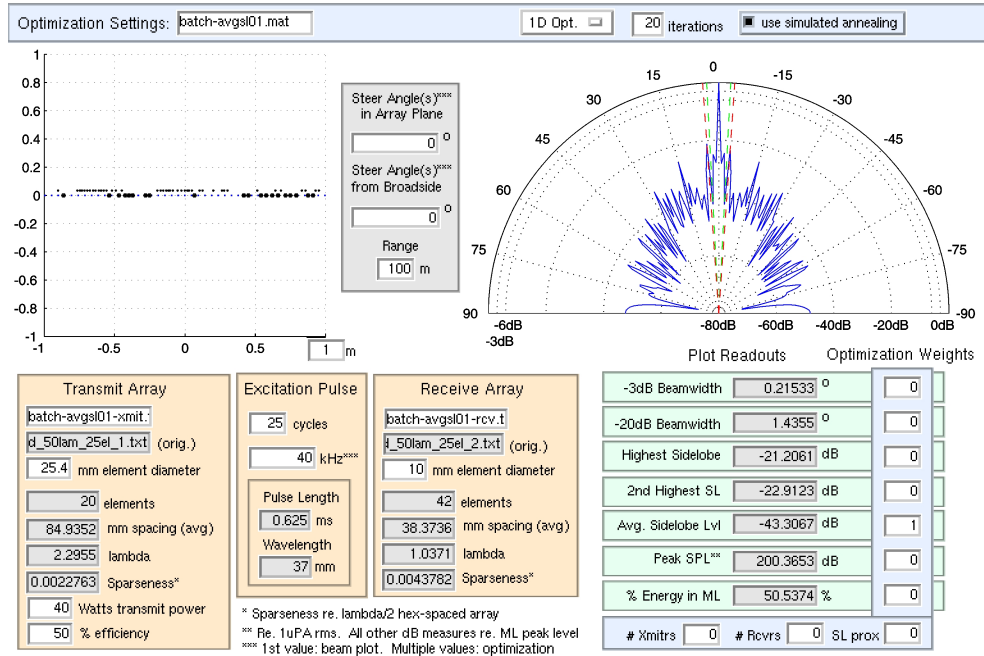 Optimization Settings: batch-avgsl01.mat 1D Opt. 20 iterations use simulated annealing
1
0.8
0.6
0.4
0.2
0
-0.2
-0.4
-0.6
-0.8
-1
-1 -0.5 0 0.5 1 m
Steer Angle(s)***
in Array Plane
0 o
Steer Angle(s)***
from Broadside
0 o
Range
100 m
90 75 60 45 30 15 0 -15 -30 -45 -60 -75 -90
-6dB -80dB -60dB -40dB -20dB 0dB
-3dB
Plot Readouts Optimization Weights
Transmit Array
batch-avgsl01-xmit.
d_50lam_25el_1.txt (orig.)
25.4 mm element diameter
20 elements
84.9352 mm spacing (avg)
2.2955 lambda
0.0022763 Sparseness*
40 Watts transmit power
50 % efficiency
Excitation Pulse
25 cycles
40 kHz***
Pulse Length
0.625 ms
Wavelength
37 mm
Receive Array
batch-avgsl01-rcv.t
d_50lam_25el_2.txt (orig.)
10 mm element diameter
42 elements
38.3736 mm spacing (avg)
1.0371 lambda
0.0043782 Sparseness*
* Sparseness re. lambda/2 hex-spaced array
** Re. 1uPA rms. All other dB measures re. ML peak level
*** 1st value: beam plot. Multiple values: optimization
-3dB Beamwidth 0.21533 o 0
-20dB Beamwidth 1.4355 o 0
Highest Sidelobe -21.2061 dB 0
2nd Highest SL -22.9123 dB 0
Avg. Sidelobe Lvl -43.3067 dB 1
Peak SPL** 200.3653 dB 0
% Energy in ML 50.5374 % 0
# Xmitrs 0 # Rcvrs 0 SL prox 0